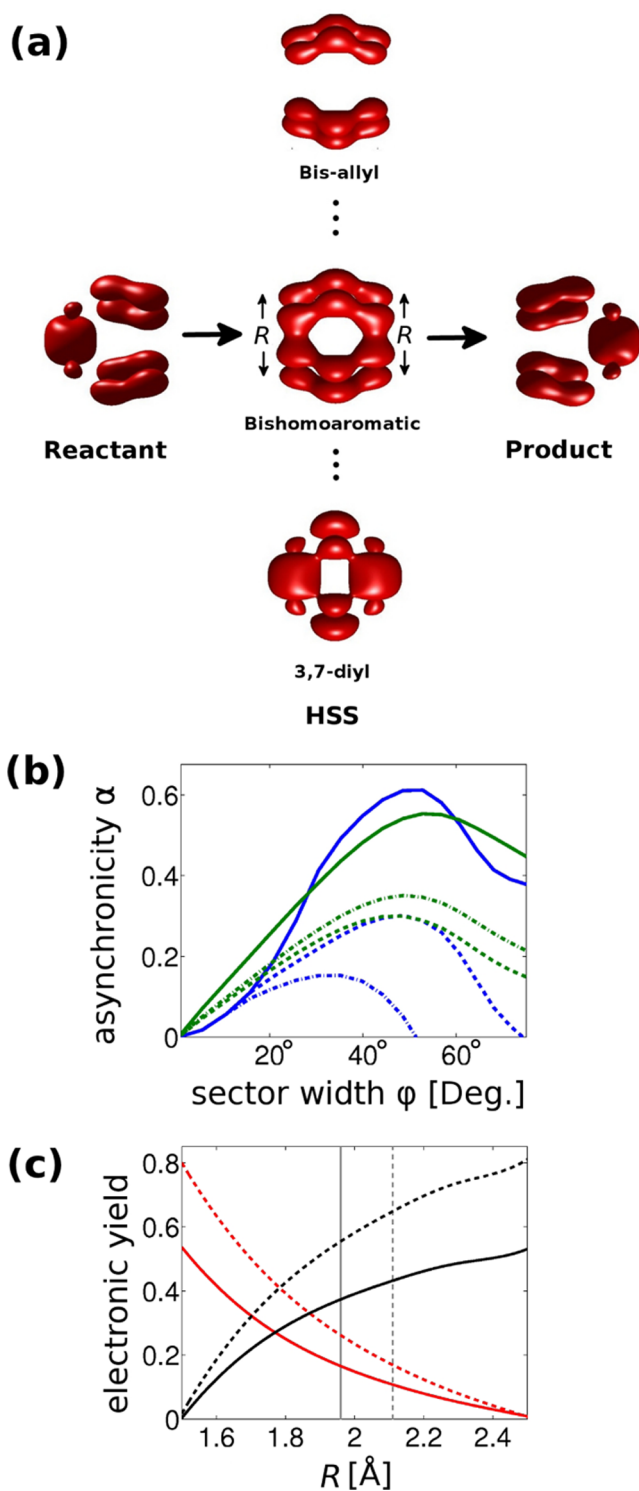 (a)
Bis-allyl
R
R
Bishomoaromatic
Reactant
Product
3,7-diyl
HSS
(b)
asynchronicity α
0.6
0.4
0.2
0
20°
40°
60°
sector width φ [Deg.]
(c)
electronic yield
0.8
0.6
0.4
0.2
0
1.6
1.8
2
2.2
2.4
R [Å]